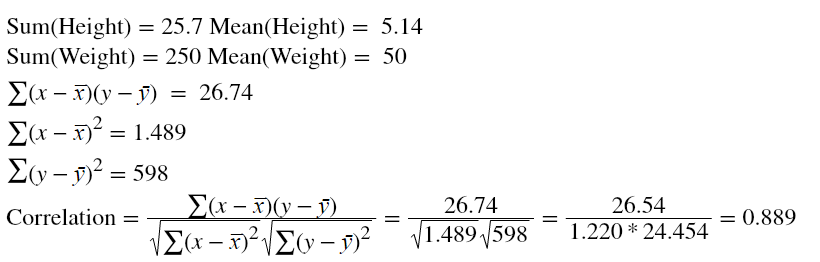 Sum(Height) = 25.7 Mean(Height) = 5.14
Sum(Weight) = 250 Mean(Weight) = 50
∑(x − x̄)(y − ȳ) = 26.74
∑(x − x̄)² = 1.489
∑(y − ȳ)² = 598
Correlation = ∑(x − x̄)(y − ȳ) / √∑(x − x̄)² √∑(y − ȳ)² = 26.74 / √1.489 √598 = 26.54 / 1.220 * 24.454 = 0.889